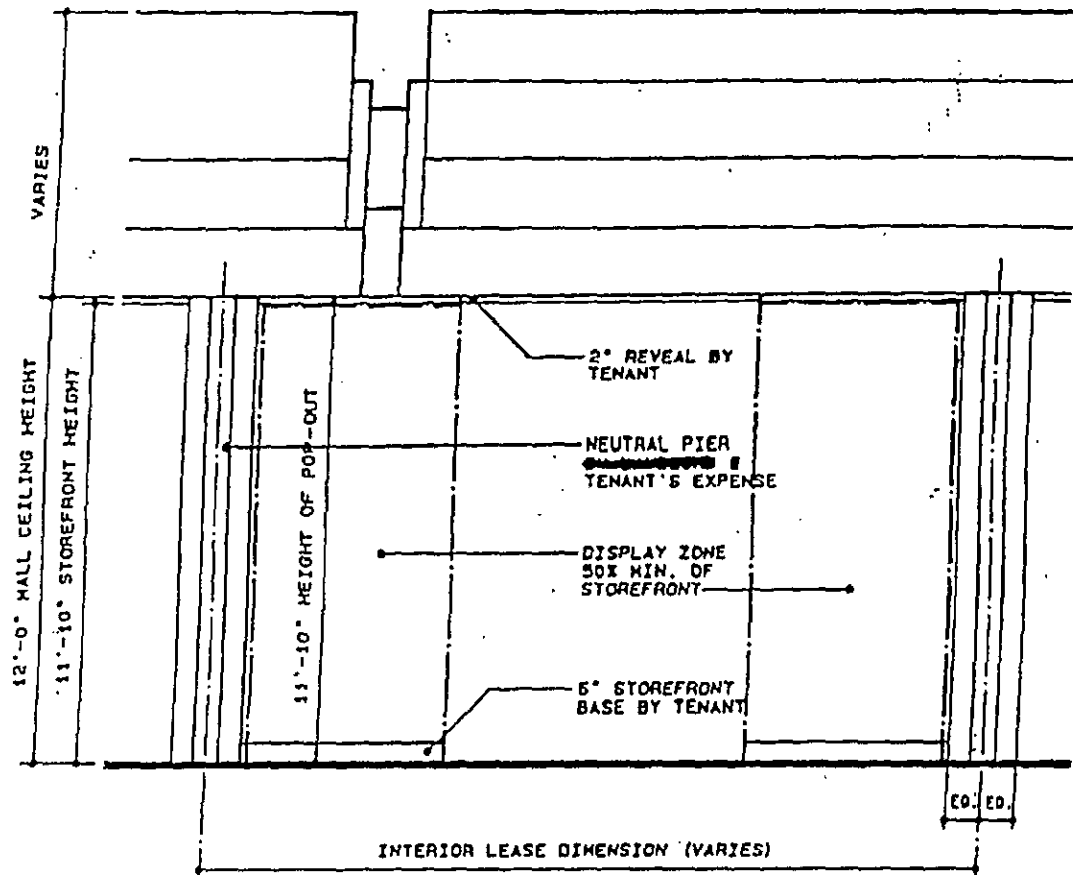 VARIES
12'-0" MALL CEILING HEIGHT
11'-10" STOREFRONT HEIGHT
11'-10" HEIGHT OF POP-OUT
2" REVEAL BY
TENANT
NEUTRAL PIER
TENANT'S EXPENSE
DISPLAY ZONE
50% MIN. OF
STOREFRONT
6" STOREFRONT
BASE BY TENANT
EQ. EQ.
INTERIOR LEASE DIMENSION (VARIES)